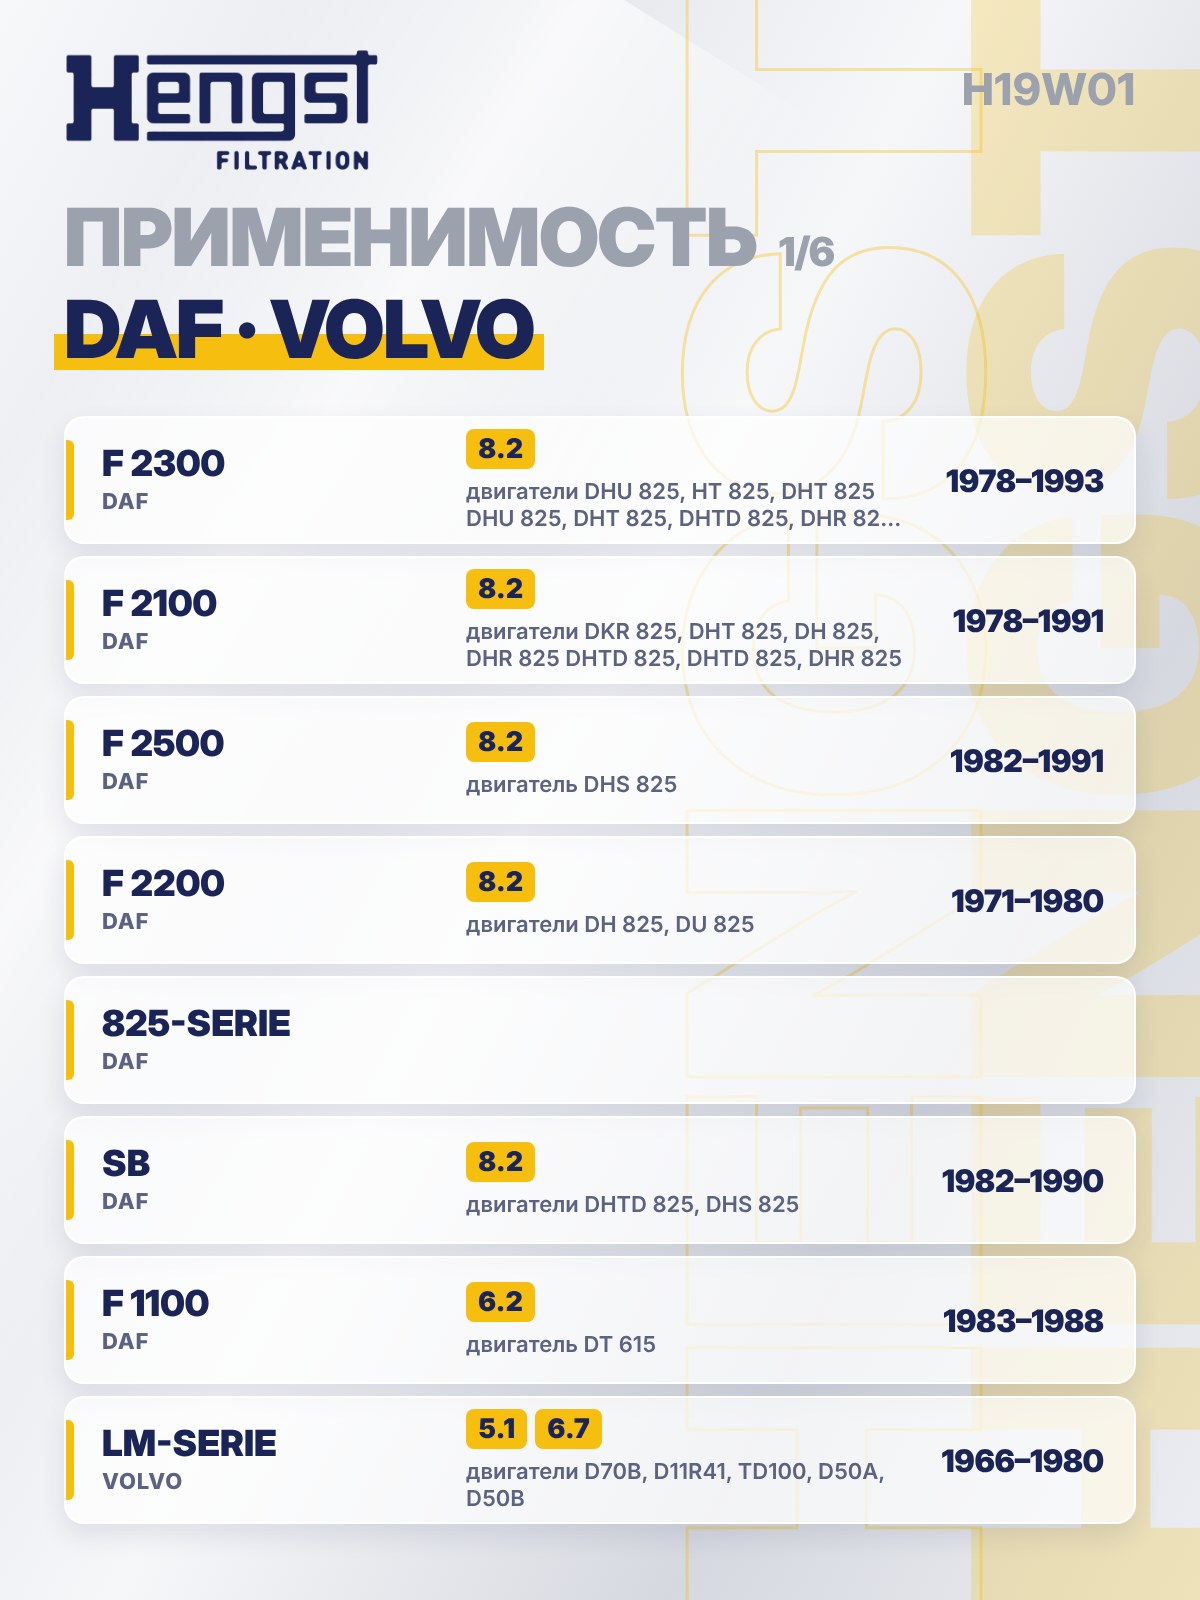 Hengst
FILTRATION
H19W01
ПРИМЕНИМОСТЬ 1/6
DAF · VOLVO
F 2300
DAF
8.2
двигатели DHU 825, HT 825, DHT 825
DHU 825, DHT 825, DHTD 825, DHR 82...
1978–1993
F 2100
DAF
8.2
двигатели DKR 825, DHT 825, DH 825,
DHR 825 DHTD 825, DHTD 825, DHR 825
1978–1991
F 2500
DAF
8.2
двигатель DHS 825
1982–1991
F 2200
DAF
8.2
двигатели DH 825, DU 825
1971–1980
825-SERIE
DAF
SB
DAF
8.2
двигатели DHTD 825, DHS 825
1982–1990
F 1100
DAF
6.2
двигатель DT 615
1983–1988
LM-SERIE
VOLVO
5.1 6.7
двигатели D70B, D11R41, TD100, D50A,
D50B
1966–1980
HENGST